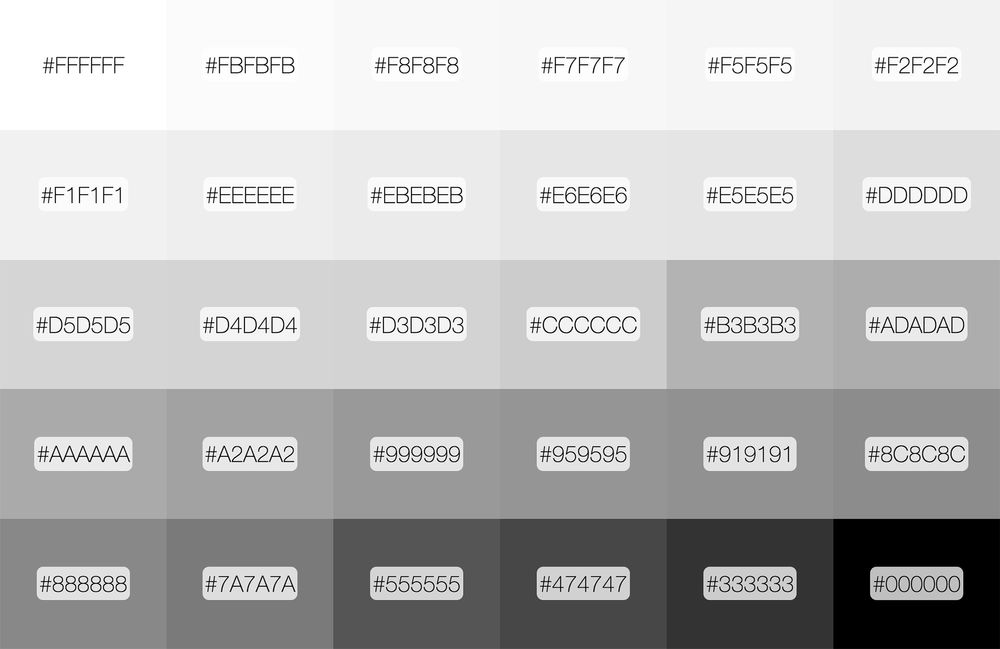 #FFFFFF #FBFBFB #F8F8F8 #F7F7F7 #F5F5F5 #F2F2F2
#F1F1F1 #EEEEEE #EBEBEB #E6E6E6 #E5E5E5 #DDDDDD
#D5D5D5 #D4D4D4 #D3D3D3 #CCCCCC #B3B3B3 #ADADAD
#AAAAAA #A2A2A2 #999999 #959595 #919191 #8C8C8C
#888888 #7A7A7A #555555 #474747 #333333 #000000